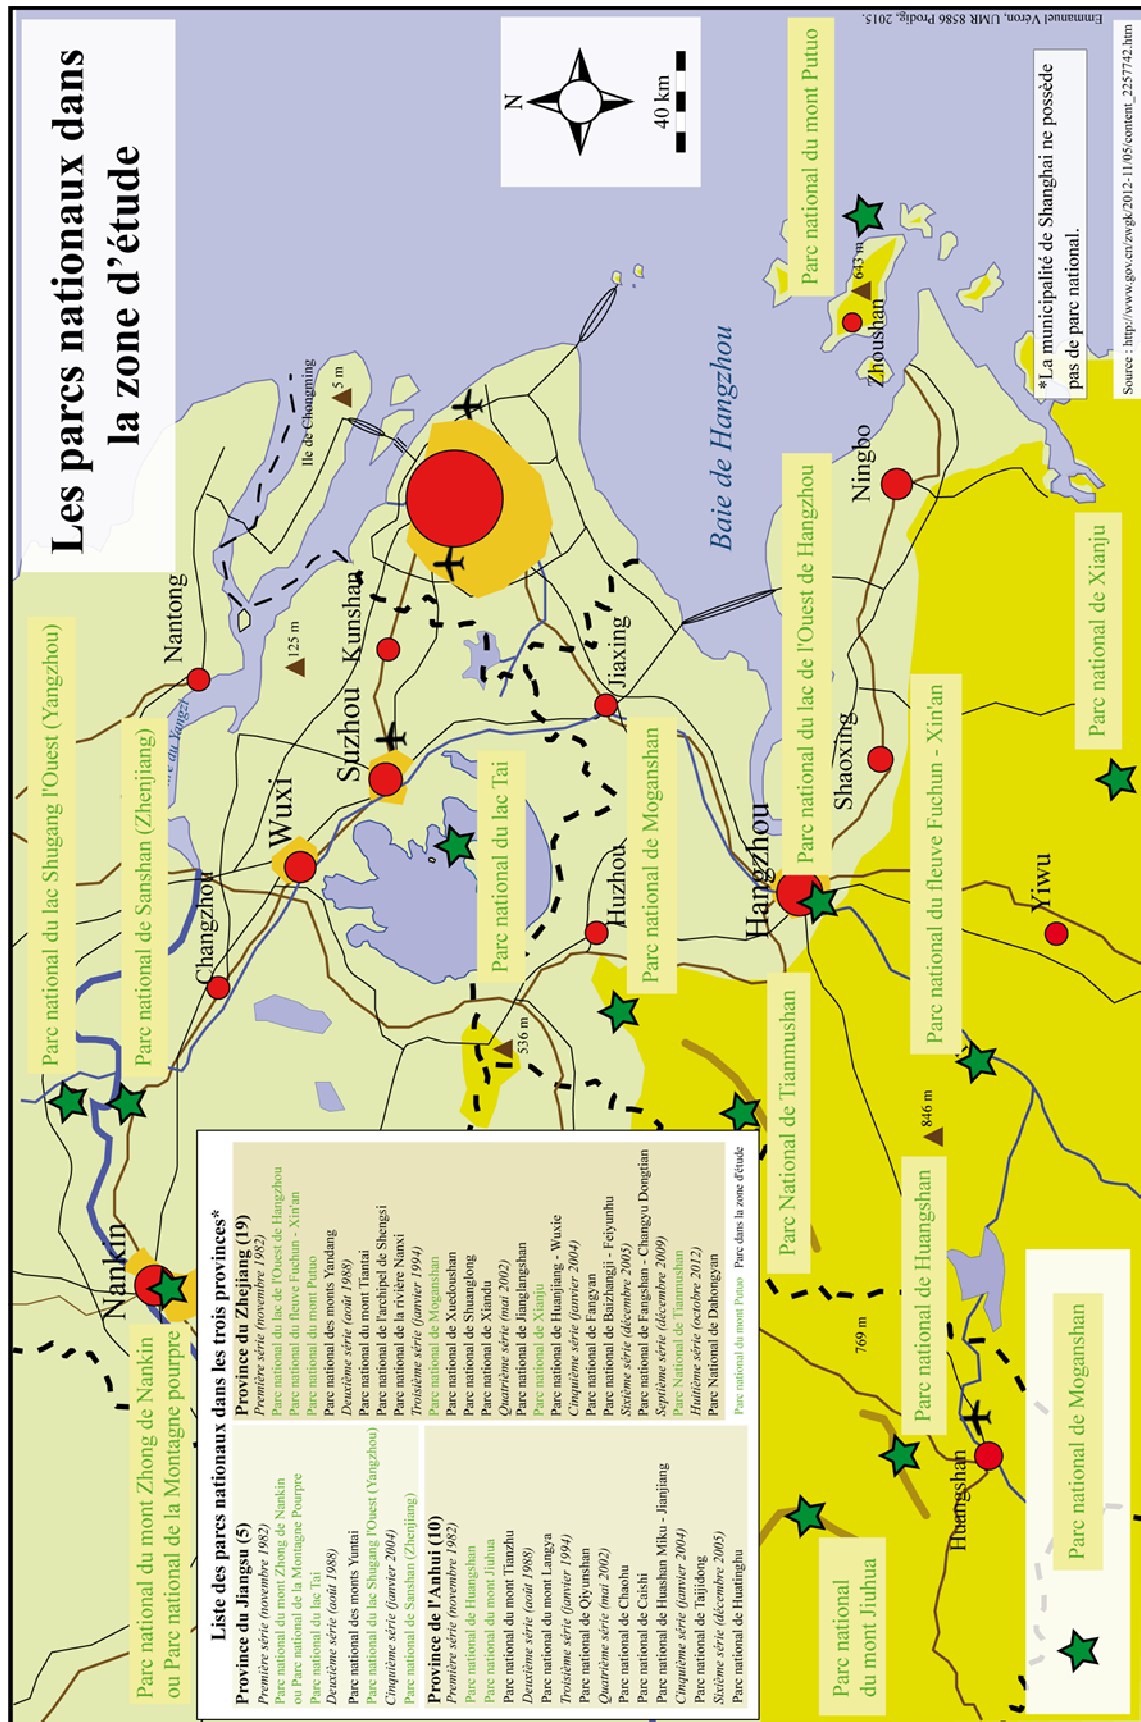 Les parcs nationaux dans
la zone d'étude
N
40 km
Parc national du lac Shugang l'Ouest (Yangzhou)
Parc national de Sanshan (Zhenjiang)
Nantong
Ile de Chongming
5 m
125 m
Kunshan
Suzhou
Wuxi
Changzhou
Nankin
Parc national du mont Zhong de Nankin
ou Parc national de la Montagne pourpre
Parc national du lac Tai
Jiaxing
Huzhou
536 m
Parc national de Moganshan
Baie de Hangzhou
Hangzhou
Parc national du lac de l'Ouest de Hangzhou
Shaoxing
Ningbo
Zhoushan
643 m
Parc national du mont Putuo
Parc National de Tianmushan
Parc national du fleuve Fuchun - Xin'an
Yiwu
Parc national de Xianju
846 m
769 m
Parc national de Huangshan
Huangshan
Parc national
du mont Jiuhua
Parc national de Moganshan
Liste des parcs nationaux dans les trois provinces*
Province du Jiangsu (5)
Première série (novembre 1982)
Parc national du mont Zhong de Nankin
ou Parc national de la Montagne Pourpre
Parc national du lac Tai
Deuxième série (août 1988)
Parc national des monts Yuntai
Parc national du lac Shugang l'Ouest (Yangzhou)
Cinquième série (janvier 2004)
Parc national de Sanshan (Zhenjiang)
Province de l'Anhui (10)
Première série (novembre 1982)
Parc national de Huangshan
Parc national du mont Jiuhua
Parc national du mont Tianzhu
Deuxième série (août 1988)
Parc national du mont Langya
Troisième série (janvier 1994)
Parc national de Qiyunshan
Quatrième série (mai 2002)
Parc national de Chaohu
Parc national de Caishi
Parc national de Huashan Miku - Jianjiang
Cinquième série (janvier 2004)
Parc national de Taijidong
Sixième série (décembre 2005)
Parc national de Huatinghu
Province du Zhejiang (19)
Première série (novembre 1982)
Parc national du lac de l'Ouest de Hangzhou
Parc national du fleuve Fuchun - Xin'an
Parc national du mont Putuo
Parc national des monts Yandang
Deuxième série (août 1988)
Parc national du mont Tiantai
Parc national de l'archipel de Shengsi
Parc national de la rivière Nanxi
Troisième série (janvier 1994)
Parc national de Moganshan
Parc national de Xuedoushan
Parc national de Shuanglong
Parc national de Xiandu
Quatrième série (mai 2002)
Parc national de Jianglangshan
Parc national de Xianju
Parc national de Huanjiang - Wuxie
Cinquième série (janvier 2004)
Parc national de Fangyan
Parc national de Baizhangji - Feiyunhu
Sixième série (décembre 2005)
Parc national de Fangshan - Changyu Dongtian
Septième série (décembre 2009)
Parc National de Tianmushan
Huitième série (octobre 2012)
Parc National de Dahongyan
Parc national du mont Putuo Parc dans la zone d'étude
*La municipalité de Shanghai ne possède
pas de parc national.
Source : http://www.gov.cn/zwgk/2012-11/05/content_2257742.htm
Emmanuel Véron, UMR 8586 Prodig, 2015.